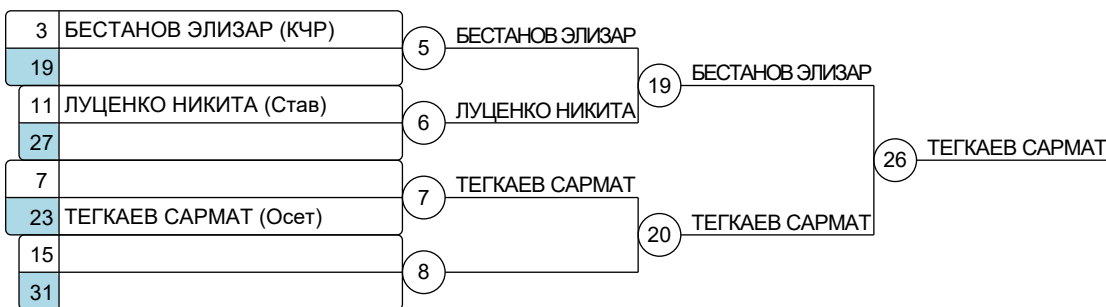 3 БЕСТАНОВ ЭЛИЗАР (КЧР)
19
5
БЕСТАНОВ ЭЛИЗАР
11 ЛУЦЕНКО НИКИТА (Став)
27
6
ЛУЦЕНКО НИКИТА
19
БЕСТАНОВ ЭЛИЗАР
7
23 ТЕГКАЕВ САРМАТ (Осет)
7
ТЕГКАЕВ САРМАТ
15
31
8
20
ТЕГКАЕВ САРМАТ
26
ТЕГКАЕВ САРМАТ